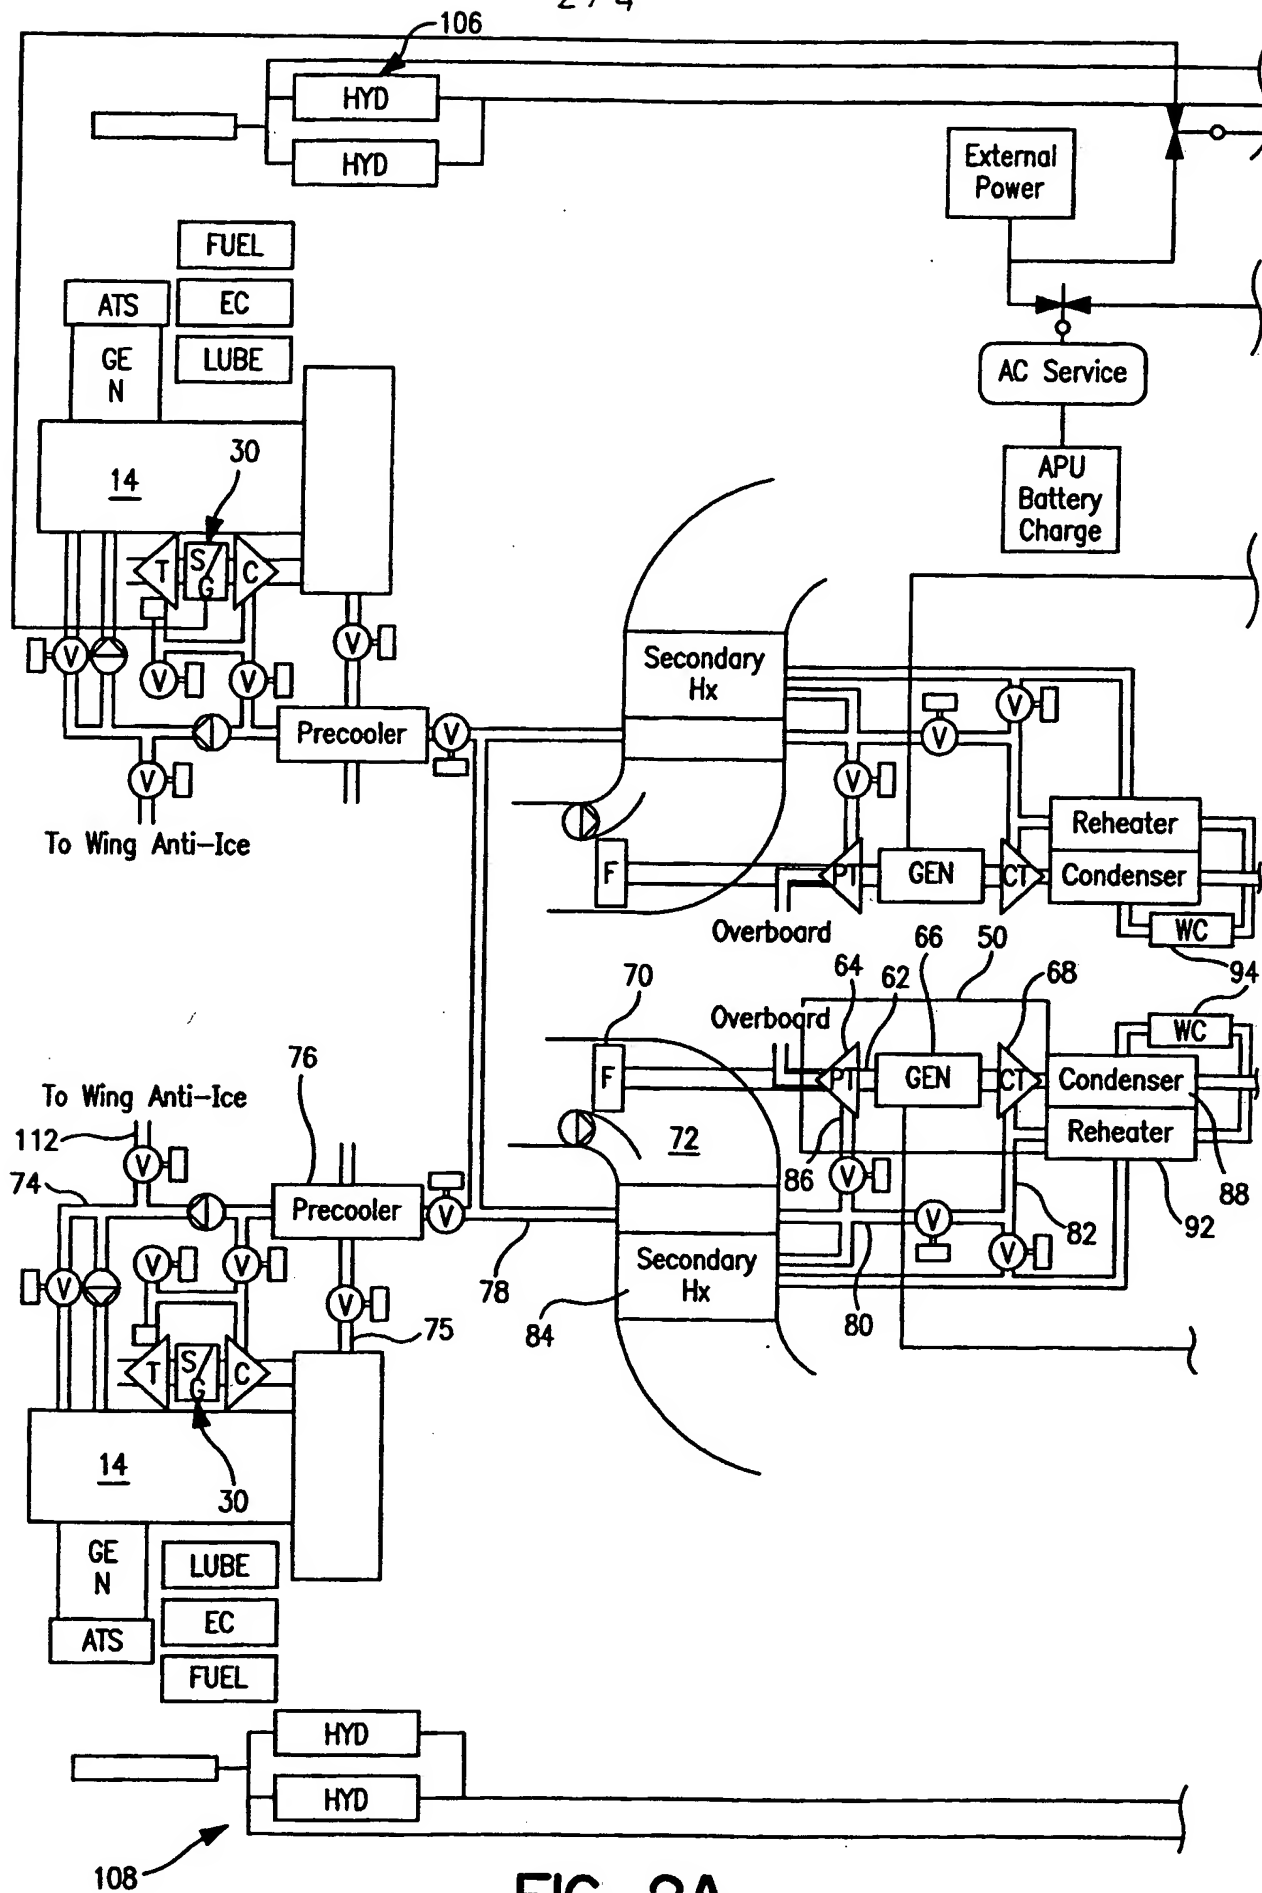 2/4
106
HYD
HYD
External
Power
FUEL
ATS
EC
GE
N
LUBE
AC Service
14
30
APU
Battery
Charge
T
S/G
C
V
V
V
V
Secondary
Hx
V
V
Precooler
V
V
V
To Wing Anti-Ice
Reheater
F
PT
GEN
CT
Condenser
Overboard
WC
94
66
50
64
62
68
70
Overboard
94
WC
76
F
PT
GEN
CT
Condenser
To Wing Anti-Ice
Reheater
112
72
86
V
V
88
74
Precooler
V
V
82
92
V
V
V
Secondary
Hx
V
78
80
V
84
75
T
S/G
C
14
30
GE
N
LUBE
EC
ATS
FUEL
HYD
HYD
108
FIG. 2A